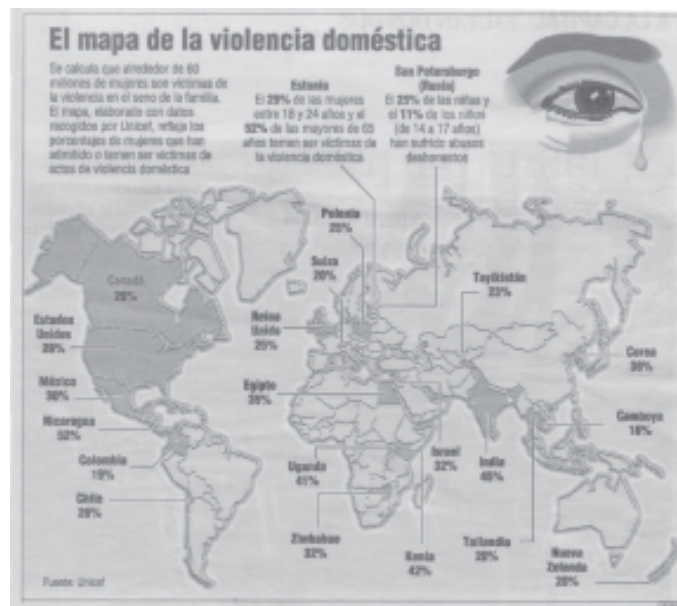 El mapa de la violencia doméstica
Se calcula que alrededor de 60
millones de mujeres son víctimas de
la violencia en el seno de la familia.
El mapa, elaborado con datos
recogidos por Unicef, refleja los
porcentajes de mujeres que han
admitido o temen ser víctimas de
actos de violencia doméstica
Estonia
El 29% de las mujeres
entre 18 y 24 años y el
52% de las mayores de 65
años temen ser víctimas de
la violencia doméstica
San Petersburgo
(Rusia)
El 25% de las niñas y
el 11% de los niños
(de 14 a 17 años)
han sufrido abusos
deshonestos
Polonia
25%
Suiza
20%
Canadá
Tayikistán
23%
Estados
Unidos
Reino
Unido
25%
Corea
México
30%
Egipto
35%
Nicaragua
52%
Camboya
Colombia
19%
Uganda
41%
Israel
32%
India
Chile
Zimbabue
32%
Kenia
42%
Tailandia
20%
Nueva
Zelanda
20%
Fuente: Unicef